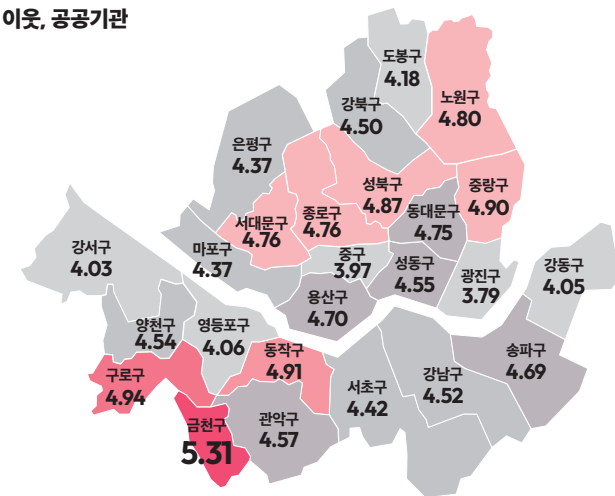 이웃, 공공기관
도봉구
4.18
노원구
4.80
강북구
4.50
은평구
4.37
성북구
4.87
중랑구
4.90
서대문구
4.76
종로구
4.76
동대문구
4.75
강서구
4.03
마포구
4.37
중구
3.97
성동구
4.55
광진구
3.79
강동구
4.05
용산구
4.70
양천구
4.54
영등포구
4.06
동작구
4.91
송파구
4.69
구로구
4.94
서초구
4.42
강남구
4.52
금천구
5.31
관악구
4.57